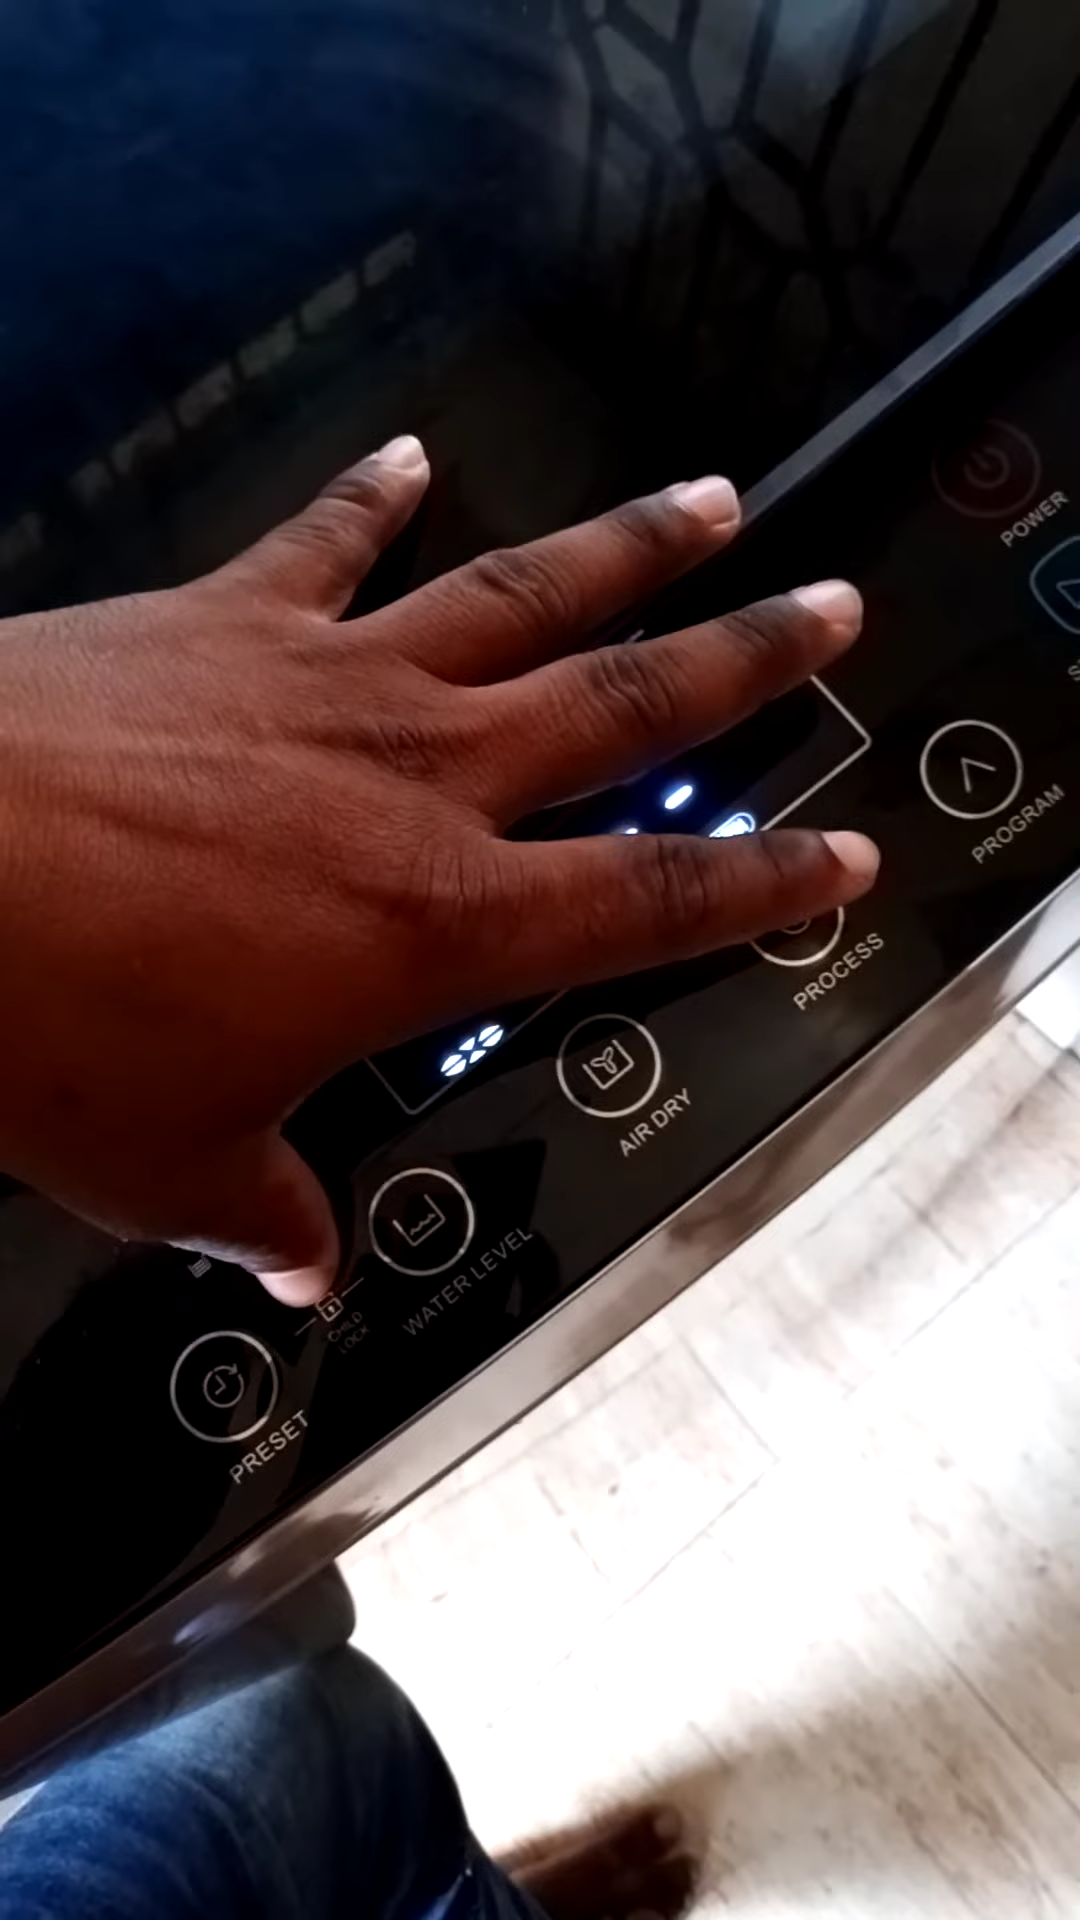 POWER
PROGRAM
PROCESS
AIR DRY
WATER LEVEL
CHILD
LOCK
PRESET